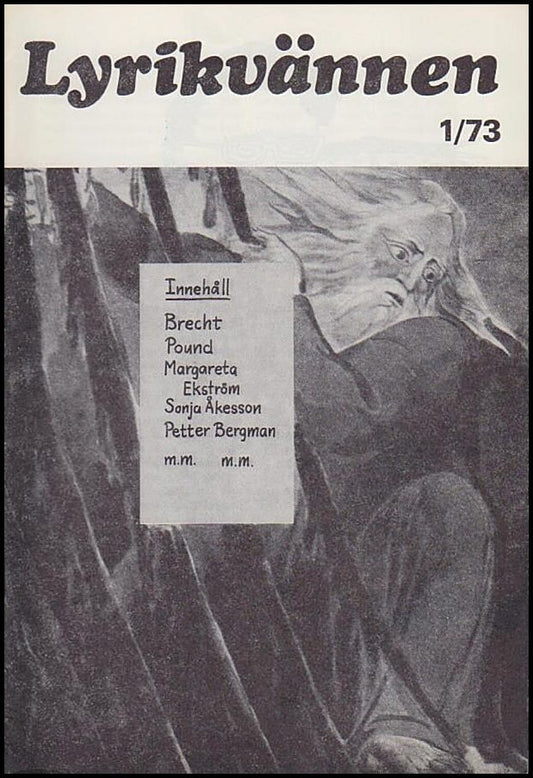 Lyrikvännen
1/73
Innehåll
Brecht
Pound
Margareta
Ekström
Sonja Åkesson
Petter Bergman
m.m. m.m.